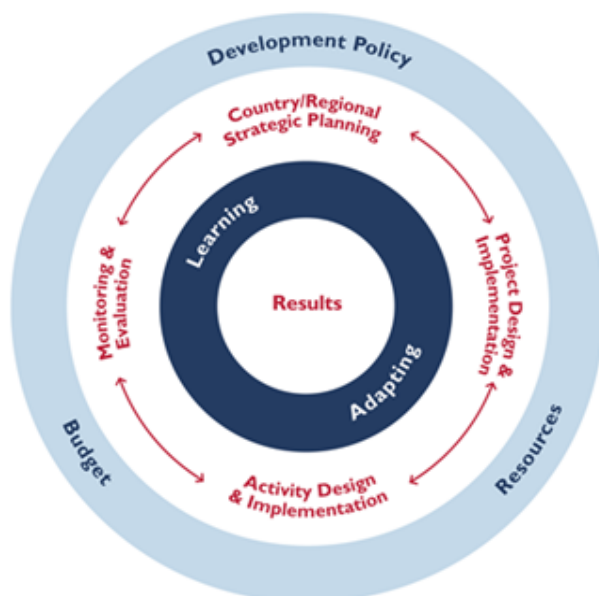 Development Policy
Country/Regional
Strategic Planning
Learning
Monitoring &
Evaluation
Results
Project Design &
Implementation
Adapting
Budget
Resources
Activity Design
& Implementation